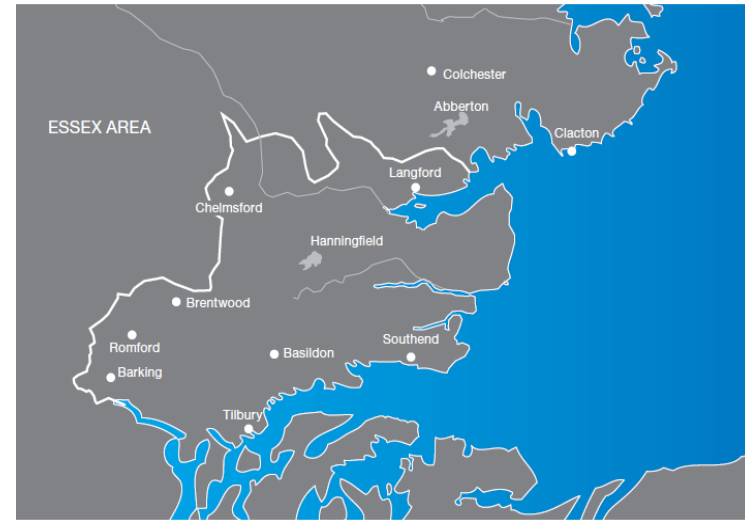 Colchester
Abberton
ESSEX AREA
Clacton
Langford
Chelmsford
Hanningfield
Brentwood
Southend
Romford
Basildon
Barking
Tilbury